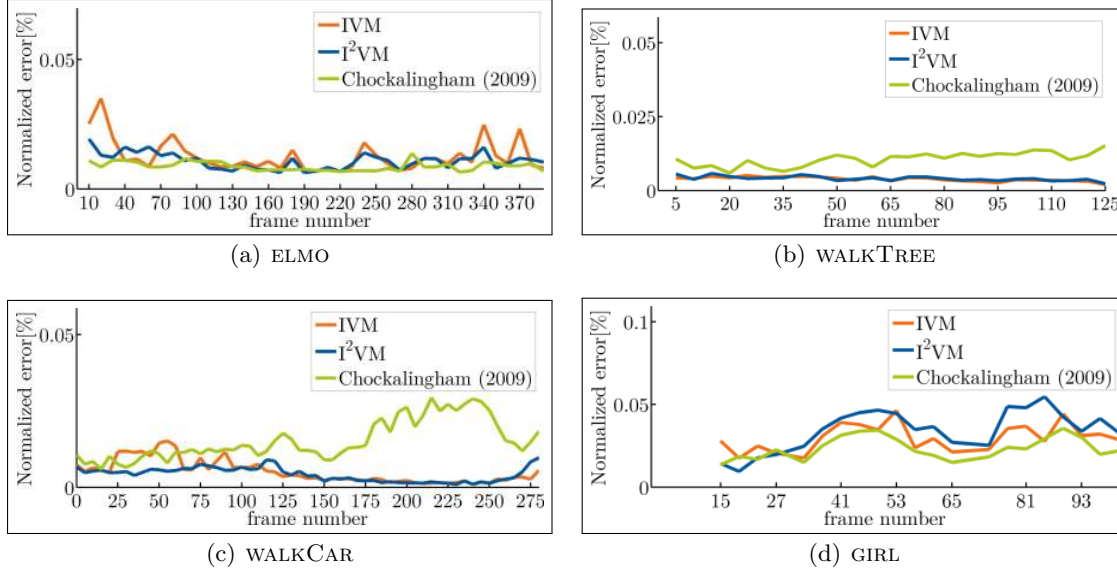 Normalized error[%]
0.05
0
IVM
I²VM
Chockalingham (2009)
10 40 70 100 130 160 190 220 250 280 310 340 370
frame number
(a) ELMO
Normalized error[%]
0.05
0.025
0
IVM
I²VM
Chockalingham (2009)
5 20 35 50 65 80 95 110 125
frame number
(b) WALKTREE
Normalized error[%]
0.05
0
IVM
I²VM
Chockalingham (2009)
0 25 50 75 100 125 150 175 200 225 250 275
frame number
(c) WALKCAR
Normalized error[%]
0.1
0.05
0
IVM
I²VM
Chockalingham (2009)
15 27 41 53 65 81 93
frame number
(d) GIRL